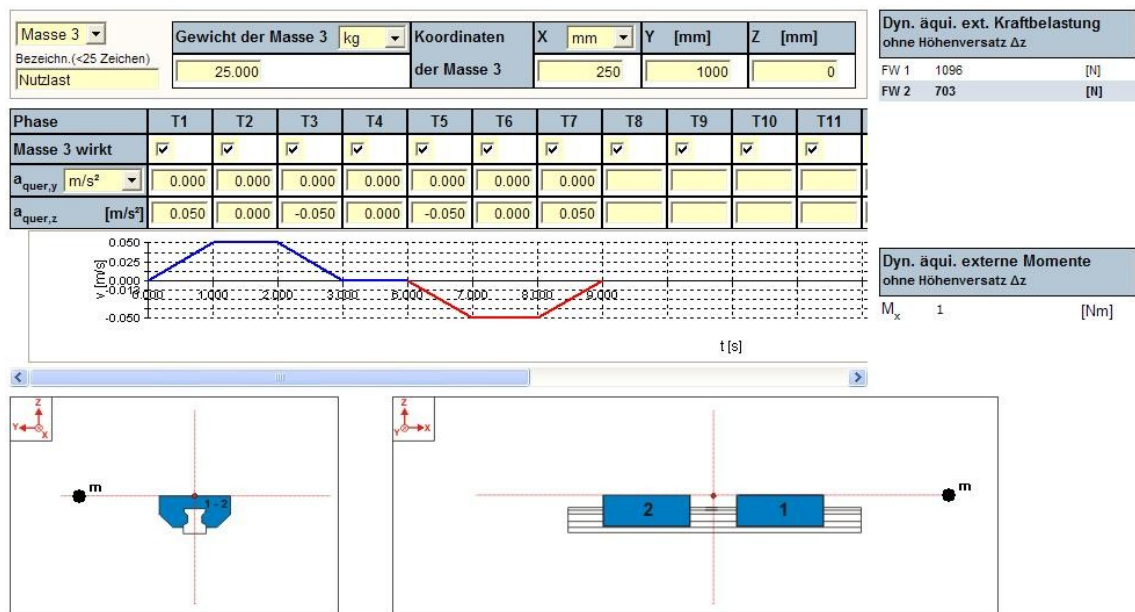 Masse 3
Bezeichn.(<25 Zeichen)
Nutzlast
Gewicht der Masse 3 kg
25.000
Koordinaten
der Masse 3
X mm Y [mm] Z [mm]
250 1000 0
Dyn. äqui. ext. Kraftbelastung
ohne Höhenversatz Δz
FW 1 1096 [N]
FW 2 703 [N]
Phase T1 T2 T3 T4 T5 T6 T7 T8 T9 T10 T11
Masse 3 wirkt
a quer,y m/s² 0.000 0.000 0.000 0.000 0.000 0.000 0.000
a quer,z [m/s²] 0.050 0.000 -0.050 0.000 -0.050 0.000 0.050
v [m/s]
0.050
0.025
0.000
-0.013
-0.050
0.000 1.000 2.000 3.000 6.000 7.000 8.000 9.000
t [s]
Dyn. äqui. externe Momente
ohne Höhenversatz Δz
Mx 1 [Nm]
Z
Y
X
m
1 - 2
Z
Y
X
m
2 1